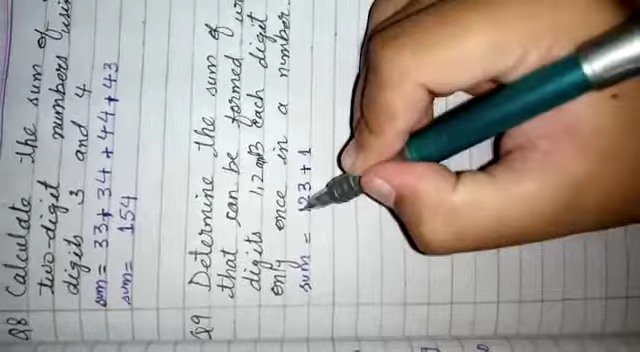 Q8 Calculate the sum of
two-digit numbers
digits 3 and 4
sum = 33+34+44+43
sum = 154
Q9 Determine the sum of
that can be formed
digits 1,2 and 3 each digit
only once in a number.
sum = 123+1